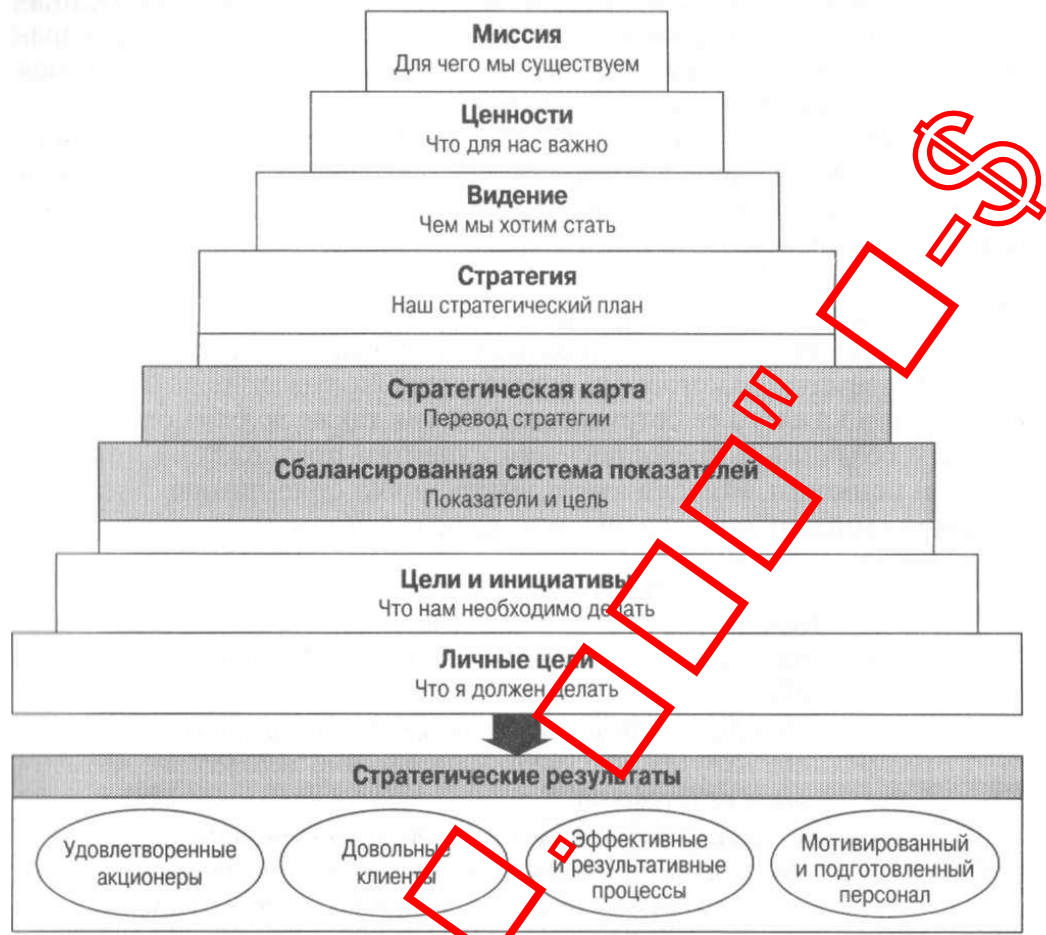 Миссия
Для чего мы существуем
Ценности
Что для нас важно
Видение
Чем мы хотим стать
Стратегия
Наш стратегический план
Стратегическая карта
Перевод стратегии
Сбалансированная система показателей
Показатели и цель
Цели и инициативы
Что нам необходимо делать
Личные цели
Что я должен делать
Стратегические результаты
Удовлетворенные
акционеры
Довольные
клиенты
Эффективные
и результативные
процессы
Мотивированный
и подготовленный
персонал